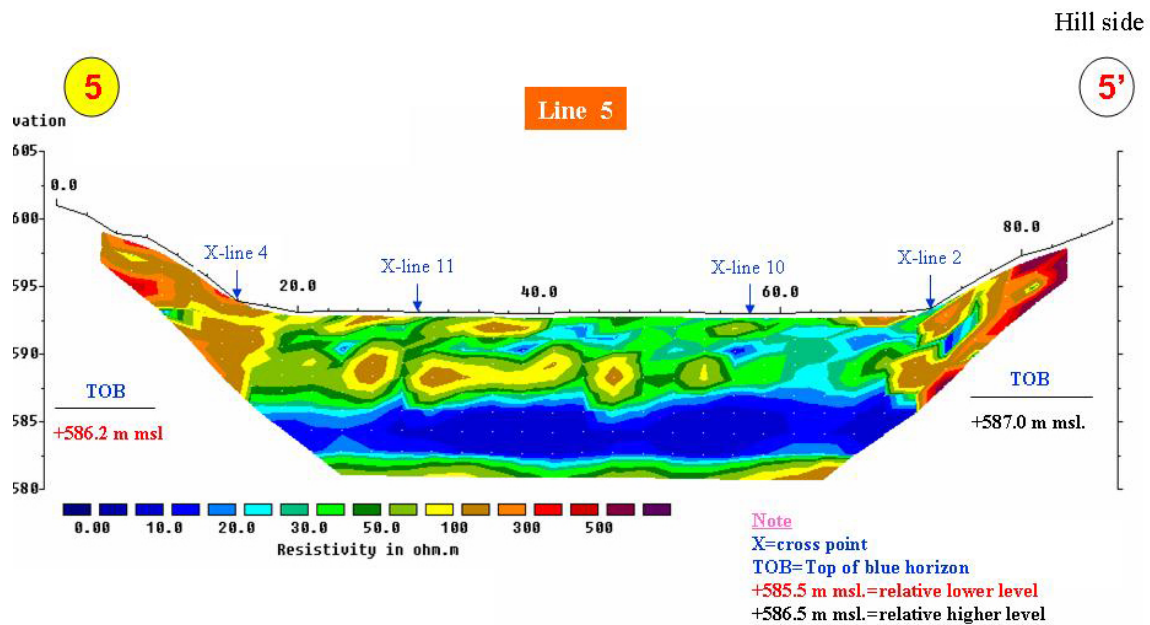 Hill side
5
5'
Line 5
vation
605
600
595
590
585
580
0.0
X-line 4
20.0
X-line 11
40.0
X-line 10
60.0
X-line 2
80.0
TOB
+586.2 m msl
TOB
+587.0 m msl.
0.00 10.0 20.0 30.0 50.0 100 300 500
Resistivity in ohm.m
Note
X=cross point
TOB=Top of blue horizon
+585.5 m msl.=relative lower level
+586.5 m msl.=relative higher level